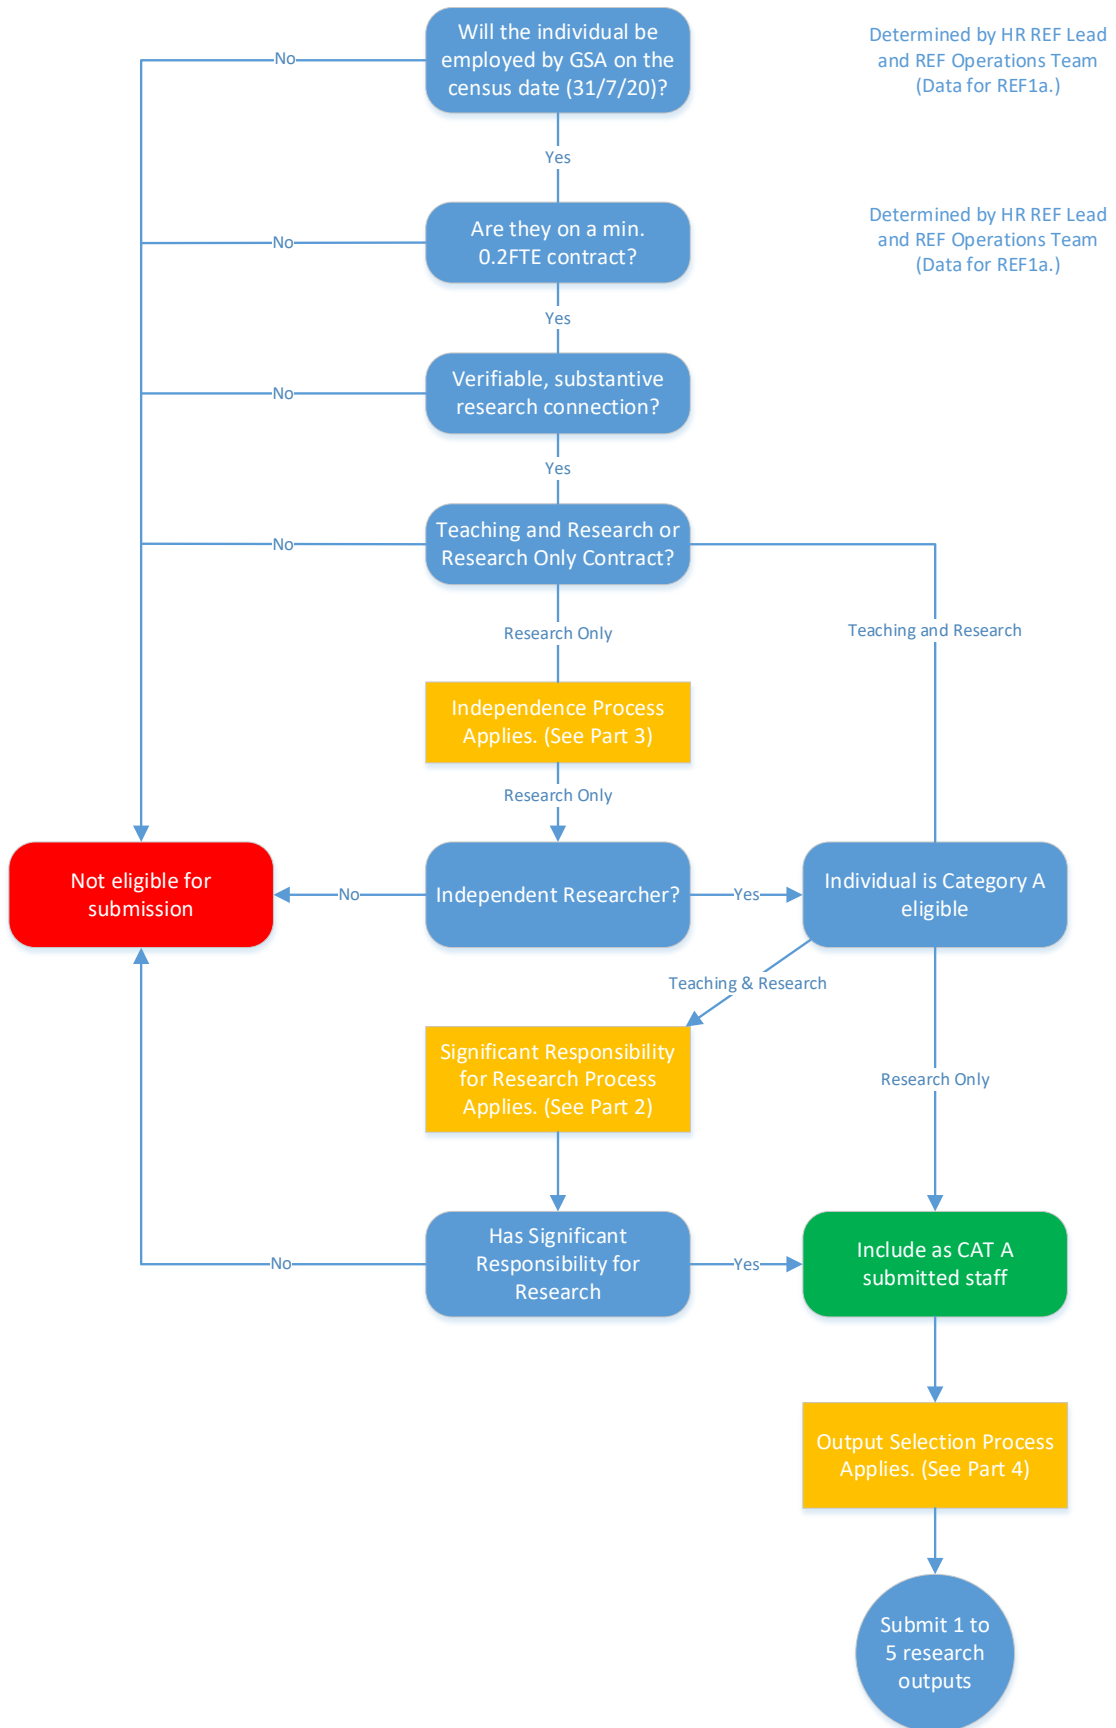 Will the individual be
employed by GSA on the
census date (31/7/20)?
Determined by HR REF Lead
and REF Operations Team
(Data for REF1a.)
No
Yes
Are they on a min.
0.2FTE contract?
Determined by HR REF Lead
and REF Operations Team
(Data for REF1a.)
No
Yes
Verifiable, substantive
research connection?
No
Yes
Teaching and Research or
Research Only Contract?
No
Research Only
Teaching and Research
Independence Process
Applies. (See Part 3)
Research Only
Not eligible for
submission
No
Independent Researcher?
Yes
Individual is Category A
eligible
Teaching & Research
Significant Responsibility
for Research Process
Applies. (See Part 2)
Research Only
No
Has Significant
Responsibility for
Research
Yes
Include as CAT A
submitted staff
Output Selection Process
Applies. (See Part 4)
Submit 1 to
5 research
outputs